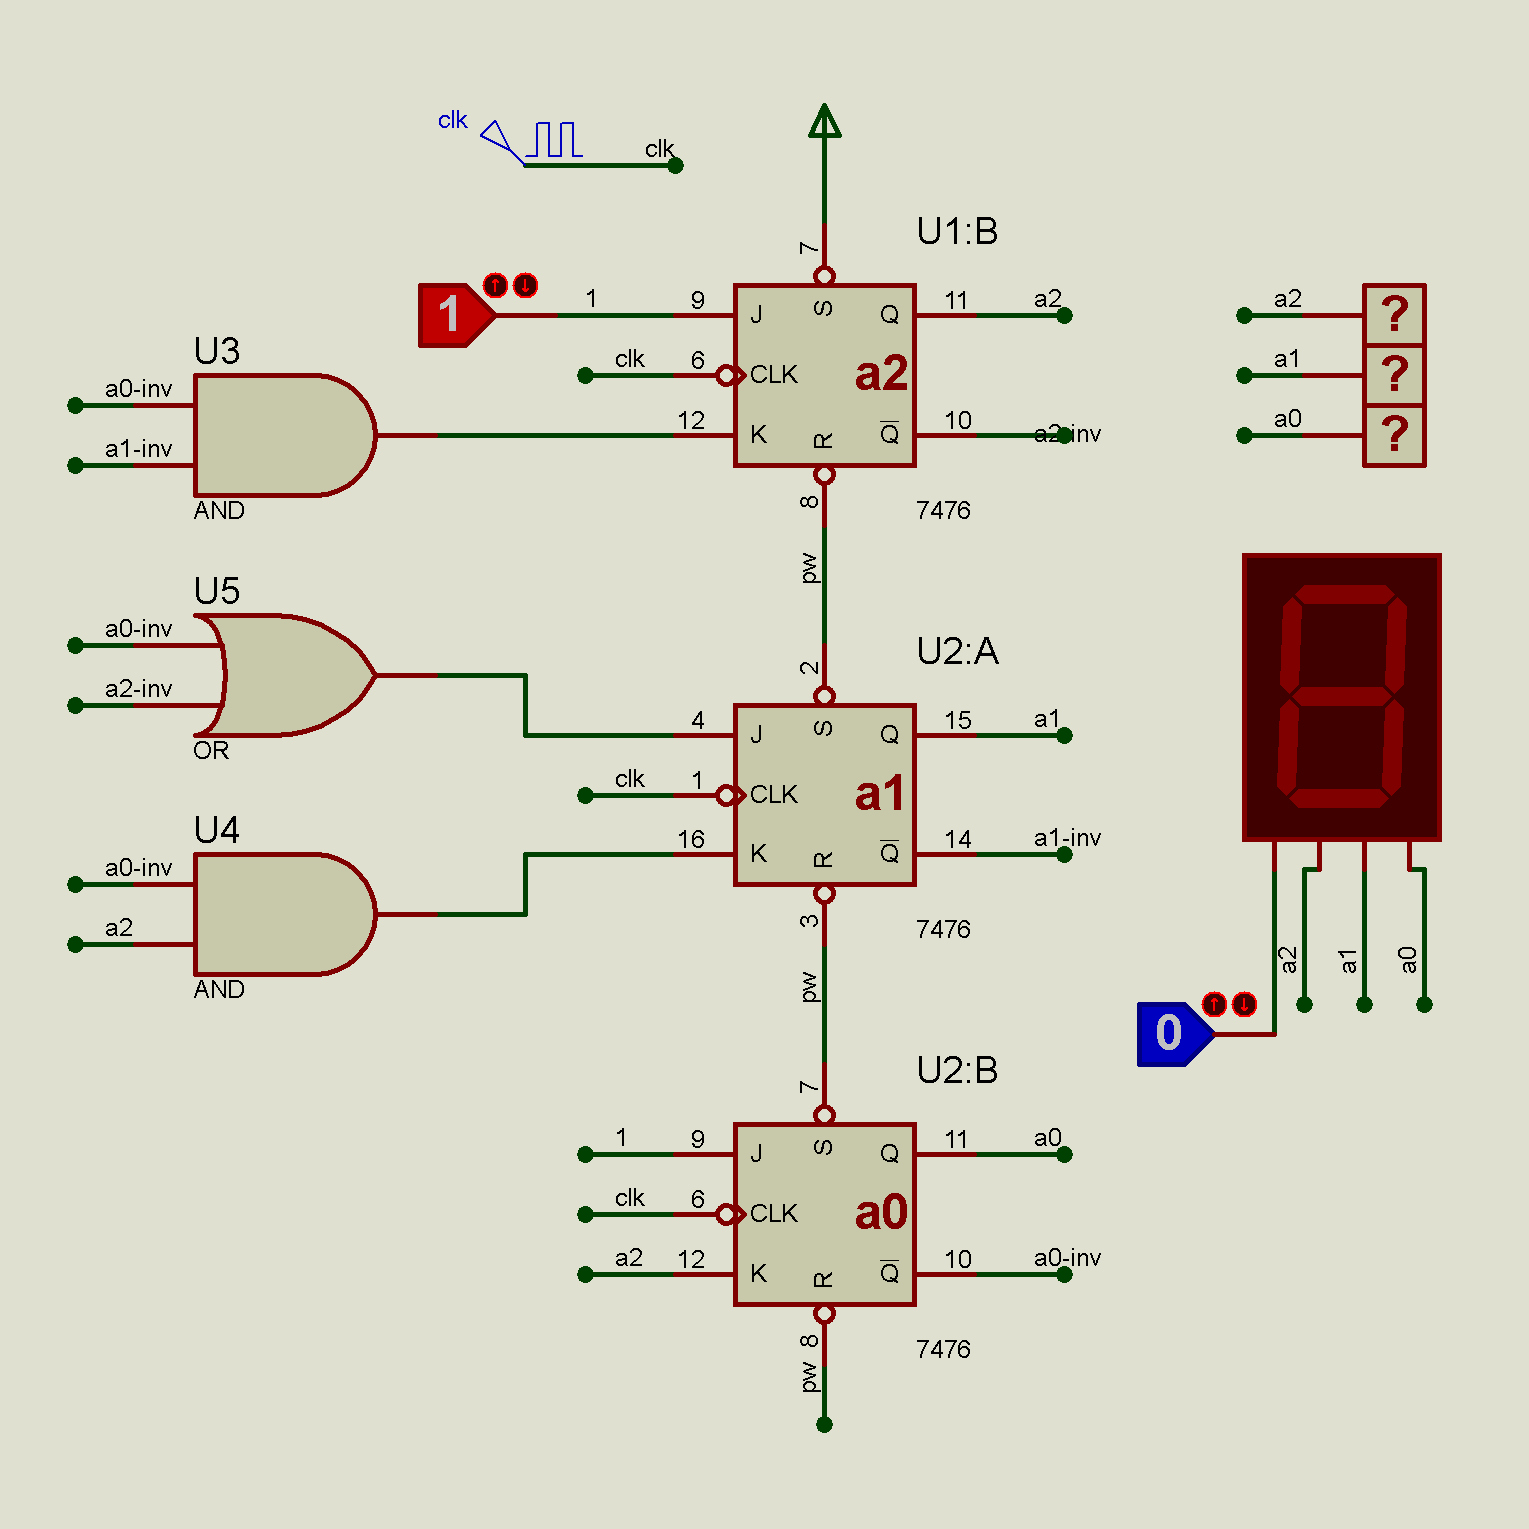 clk
clk
U1:B
7
1
1
9
J
S
Q
11
a2
a2
?
clk
6
CLK
a2
a1
?
12
K
R
Q
10
a2-inv
a0
?
8
7476
pw
U3
a0-inv
a1-inv
AND
U5
a0-inv
a2-inv
OR
2
U2:A
4
J
S
Q
15
a1
clk
1
CLK
a1
16
K
R
Q
14
a1-inv
3
7476
pw
U4
a0-inv
a2
AND
a2
a1
a0
0
7
U2:B
1
9
J
S
Q
11
a0
clk
6
CLK
a0
a2
12
K
R
Q
10
a0-inv
8
7476
pw